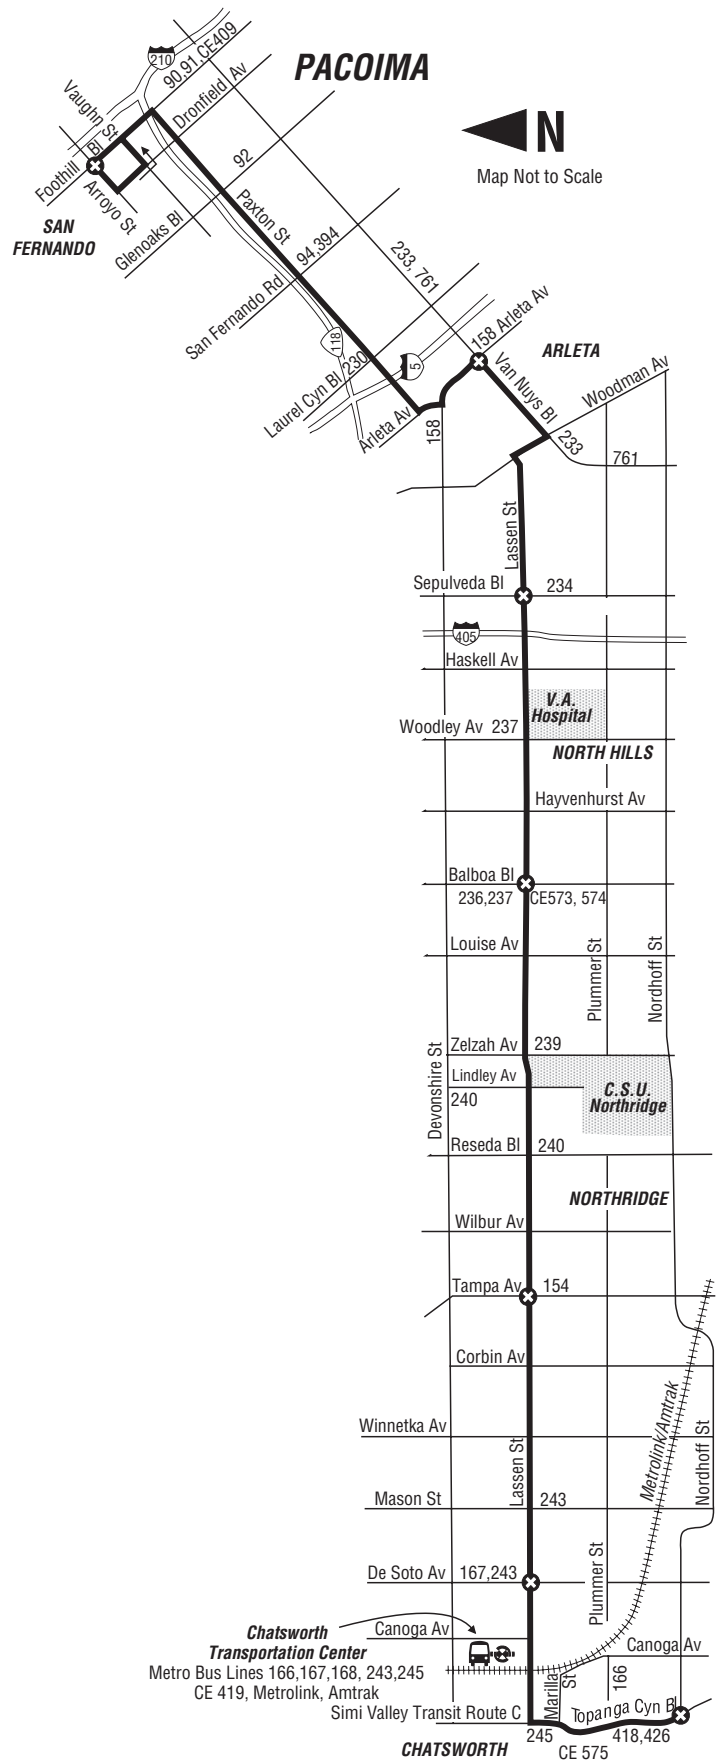 PACOIMA
210
90,91,CE409
Dronfield Av
Vaughn St
Foothill Bl
Arroyo St
SAN
FERNANDO
Glenoaks Bl
92
N
Map Not to Scale
Paxton St
San Fernando Rd
94,394
233, 761
118
Laurel Cyn Bl 230
5
158 Arleta Av
ARLETA
Arleta Av
158
Van Nuys Bl
Woodman Av
233
761
Lassen St
Sepulveda Bl
234
405
Haskell Av
V.A.
Hospital
Woodley Av 237
NORTH HILLS
Hayvenhurst Av
Balboa Bl
236,237
CE573, 574
Louise Av
Plummer St
Nordhoff St
Zelzah Av
239
Devonshire St
Lindley Av
240
C.S.U.
Northridge
Reseda Bl
240
NORTHRIDGE
Wilbur Av
Tampa Av
154
Corbin Av
Metrolink/Amtrak
Winnetka Av
Lassen St
Nordhoff St
Mason St
243
De Soto Av
167,243
Plummer St
Chatsworth
Transportation Center
Metro Bus Lines 166,167,168, 243,245
CE 419, Metrolink, Amtrak
Simi Valley Transit Route C
Canoga Av
Canoga Av
Marilla St
166
Topanga Cyn Bl
245
418,426
CE 575
CHATSWORTH